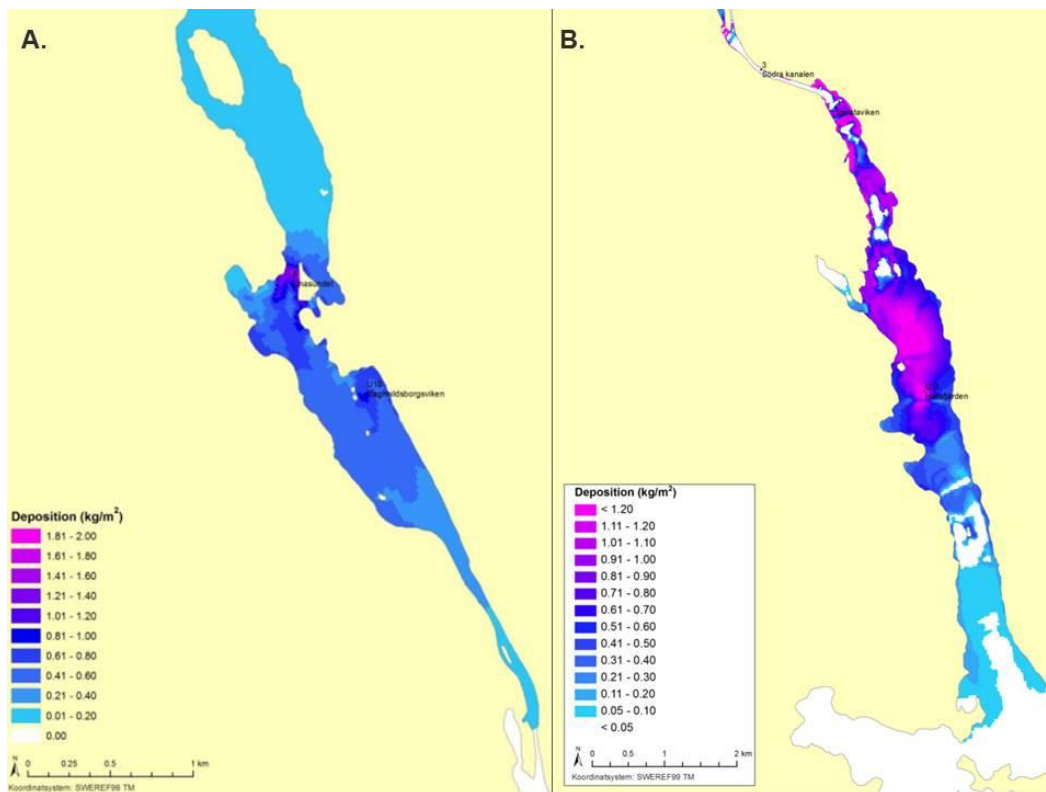 A.
U10
Deposition (kg/m²)
1.81 - 2.00
1.61 - 1.80
1.41 - 1.60
1.21 - 1.40
1.01 - 1.20
0.81 - 1.00
0.61 - 0.80
0.41 - 0.60
0.21 - 0.40
0.01 - 0.20
0.00
N
0 0.25 0.5 1 km
Koordinatsystem: SWEREF99 TM
B.
3
Södra kanalen
Deposition (kg/m²)
< 1.20
1.11 - 1.20
1.01 - 1.10
0.91 - 1.00
0.81 - 0.90
0.71 - 0.80
0.61 - 0.70
0.51 - 0.60
0.41 - 0.50
0.31 - 0.40
0.21 - 0.30
0.11 - 0.20
0.05 - 0.10
< 0.05
N
0 0.5 1 2 km
Koordinatsystem: SWEREF99 TM